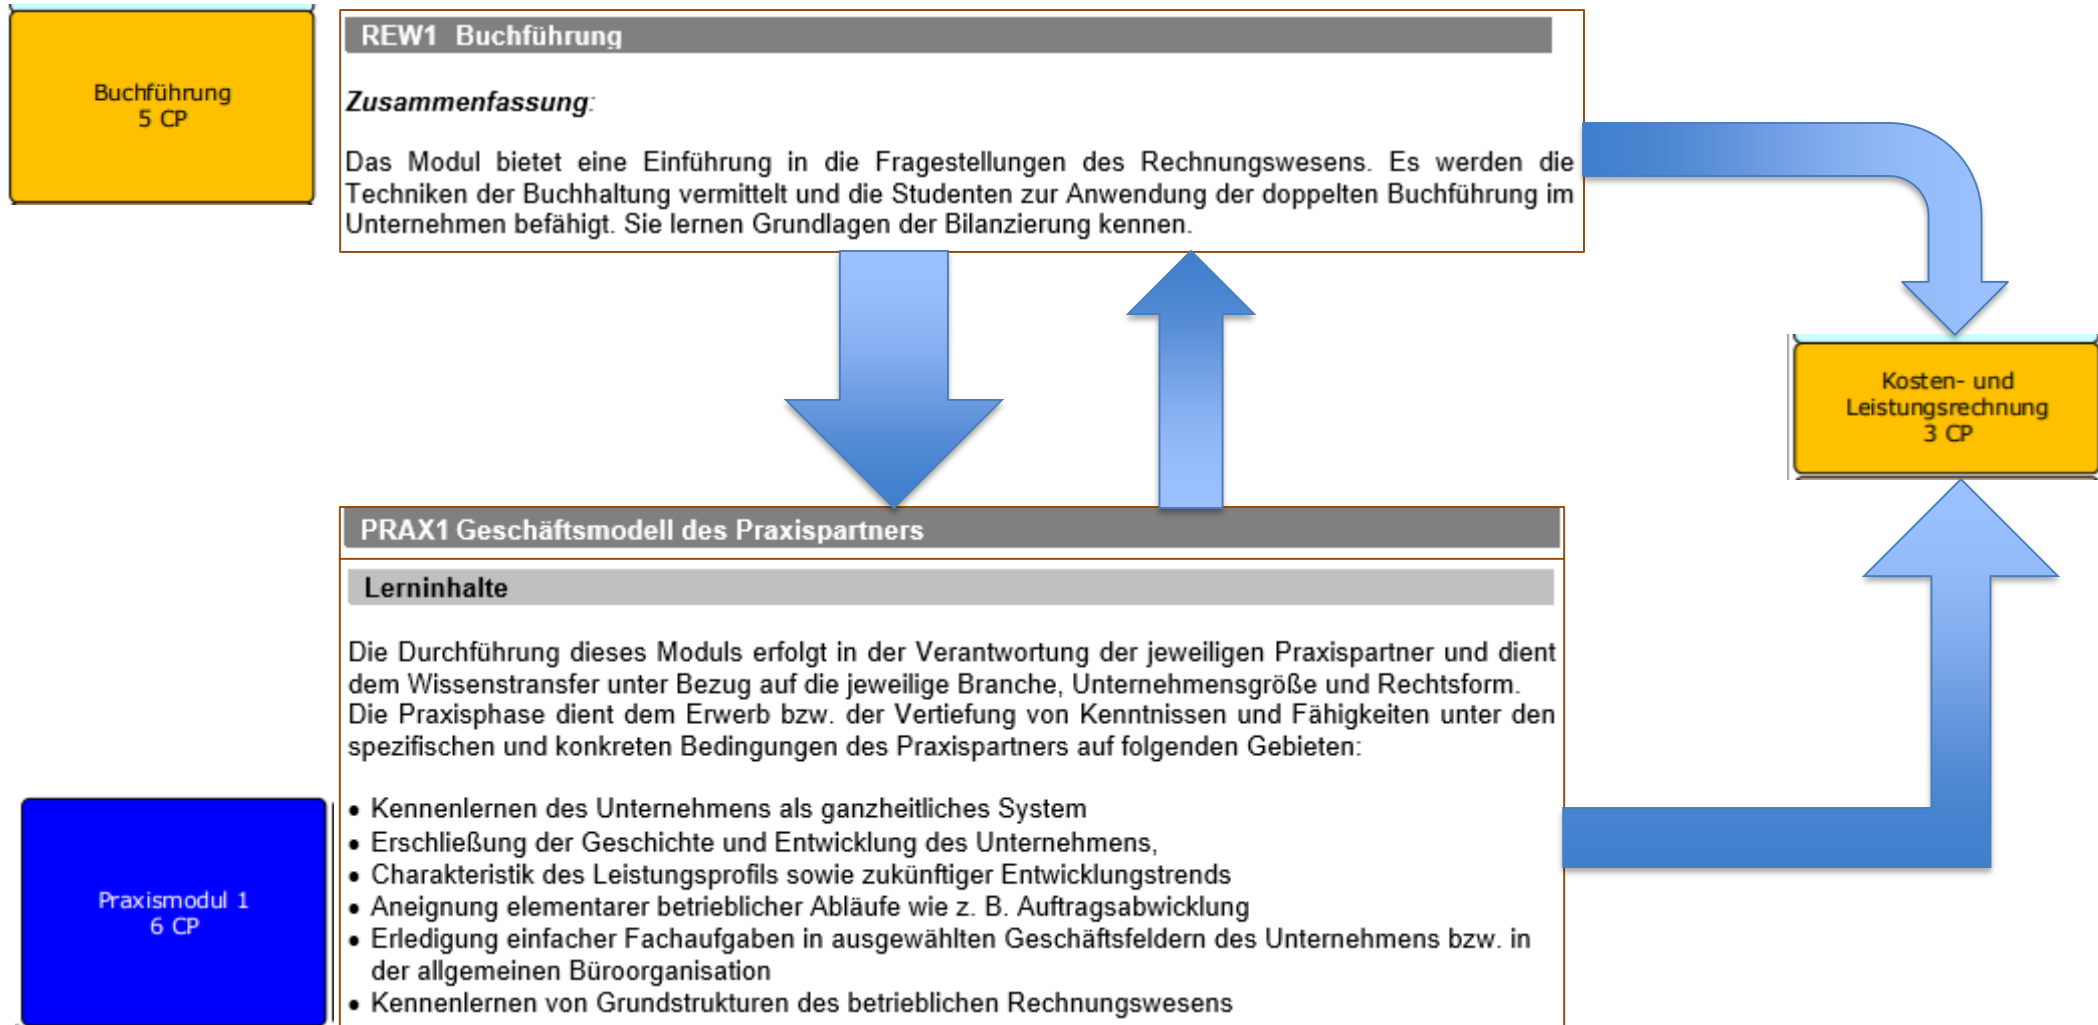 Buchführung
5 CP
REW1 Buchführung
Zusammenfassung:
Das Modul bietet eine Einführung in die Fragestellungen des Rechnungswesens. Es werden die
Techniken der Buchhaltung vermittelt und die Studenten zur Anwendung der doppelten Buchführung im
Unternehmen befähigt. Sie lernen Grundlagen der Bilanzierung kennen.
Kosten- und
Leistungsrechnung
3 CP
PRAX1 Geschäftsmodell des Praxispartners
Lerninhalte
Die Durchführung dieses Moduls erfolgt in der Verantwortung der jeweiligen Praxispartner und dient
dem Wissenstransfer unter Bezug auf die jeweilige Branche, Unternehmensgröße und Rechtsform.
Die Praxisphase dient dem Erwerb bzw. der Vertiefung von Kenntnissen und Fähigkeiten unter den
spezifischen und konkreten Bedingungen des Praxispartners auf folgenden Gebieten:
• Kennenlernen des Unternehmens als ganzheitliches System
• Erschließung der Geschichte und Entwicklung des Unternehmens,
• Charakteristik des Leistungsprofils sowie zukünftiger Entwicklungstrends
• Aneignung elementarer betrieblicher Abläufe wie z. B. Auftragsabwicklung
• Erledigung einfacher Fachaufgaben in ausgewählten Geschäftsfeldern des Unternehmens bzw. in
der allgemeinen Büroorganisation
• Kennenlernen von Grundstrukturen des betrieblichen Rechnungswesens
Praxismodul 1
6 CP